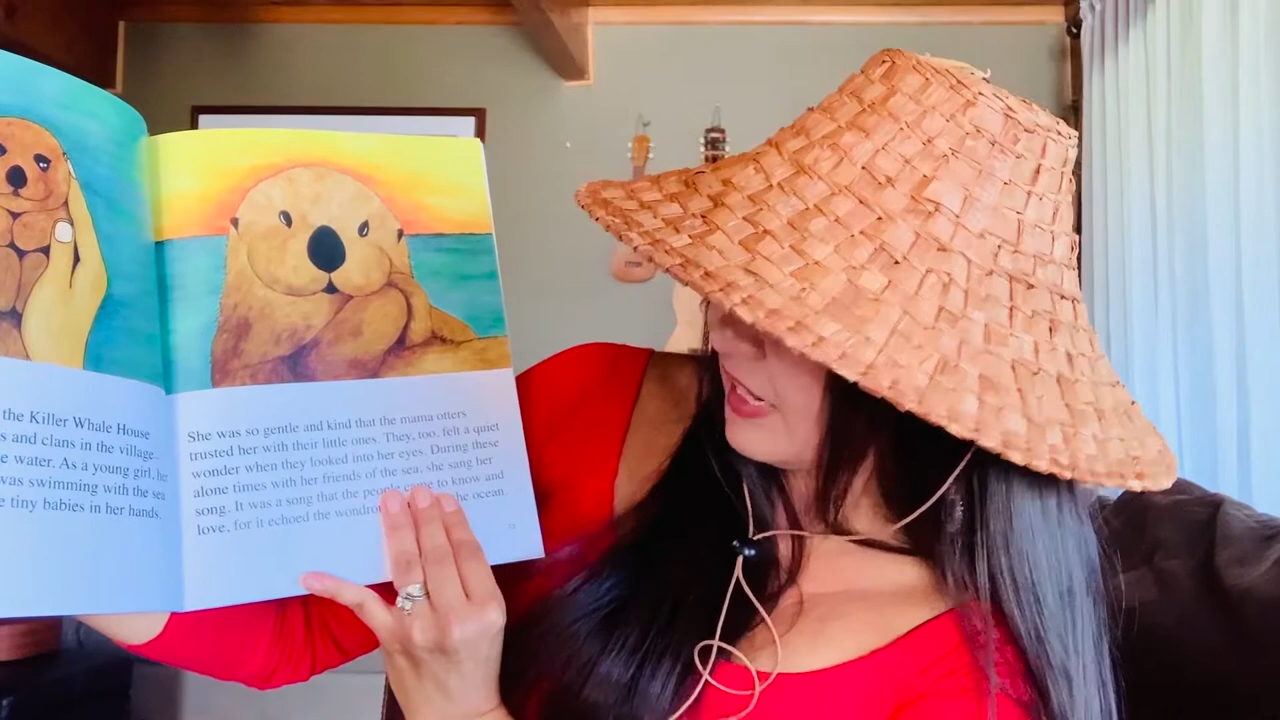 the Killer Whale House
s and clans in the village.
e water. As a young girl, her
was swimming with the sea
e tiny babies in her hands.
She was so gentle and kind that the mama otters
trusted her with their little ones. They, too, felt a quiet
wonder when they looked into her eyes. During these
alone times with her friends of the sea, she sang her
song. It was a song that the people came to know and
love, for it echoed the wondro he ocean.